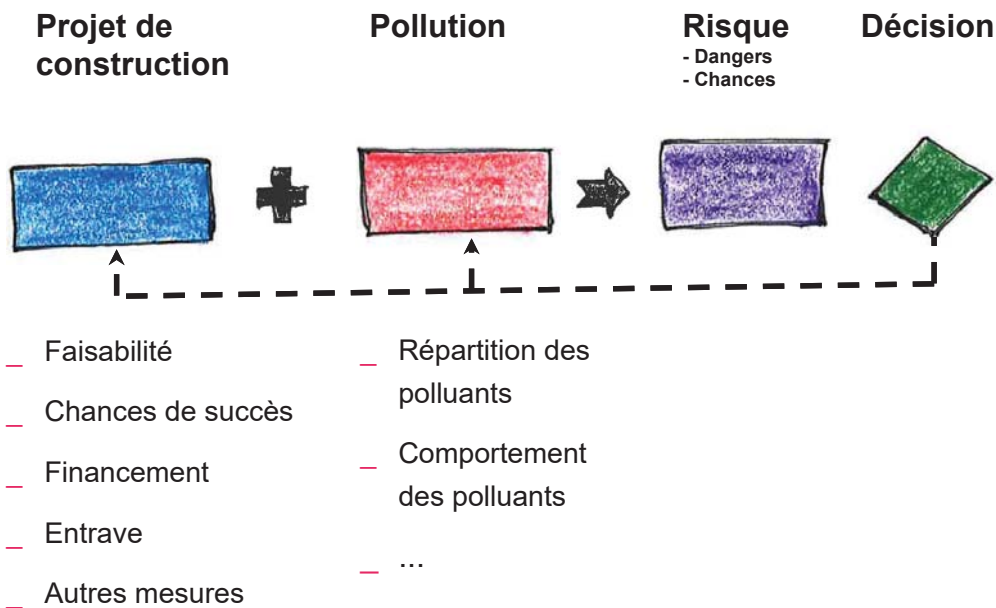 Projet de
construction
Pollution
Risque
- Dangers
- Chances
Décision
_ Faisabilité
_ Chances de succès
_ Financement
_ Entrave
_ Autres mesures
_ Répartition des
polluants
_ Comportement
des polluants
_ ...